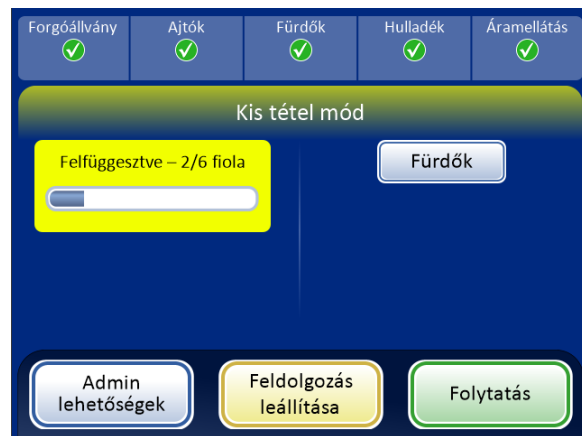 Forgóállvány
Ajtók
Fürdők
Hulladék
Áramellátás
Kis tétel mód
Felfüggesztve – 2/6 fiola
Fürdők
Admin
lehetőségek
Feldolgozás
leállítása
Folytatás